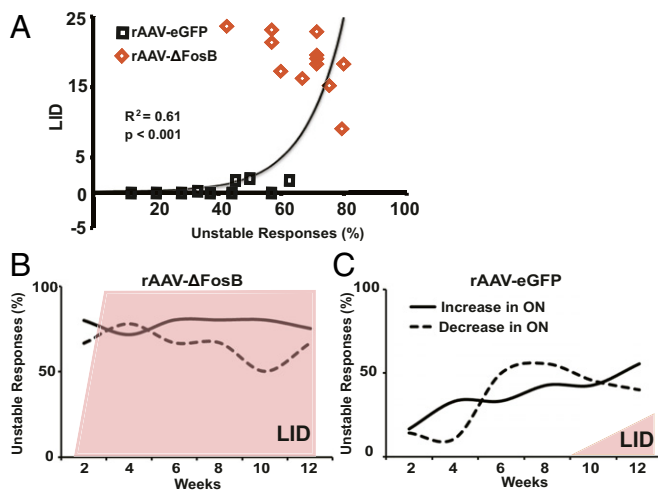 A
25
15
5
0
-5
LID
rAAV-eGFP
rAAV-ΔFosB
R² = 0.61
p < 0.001
20 40 60 80 100
Unstable Responses (%)
B
rAAV-ΔFosB
100
50
0
Unstable Responses (%)
LID
2 4 6 8 10 12
Weeks
C
rAAV-eGFP
100
50
0
Unstable Responses (%)
Increase in ON
Decrease in ON
LID
2 4 6 8 10 12
Weeks